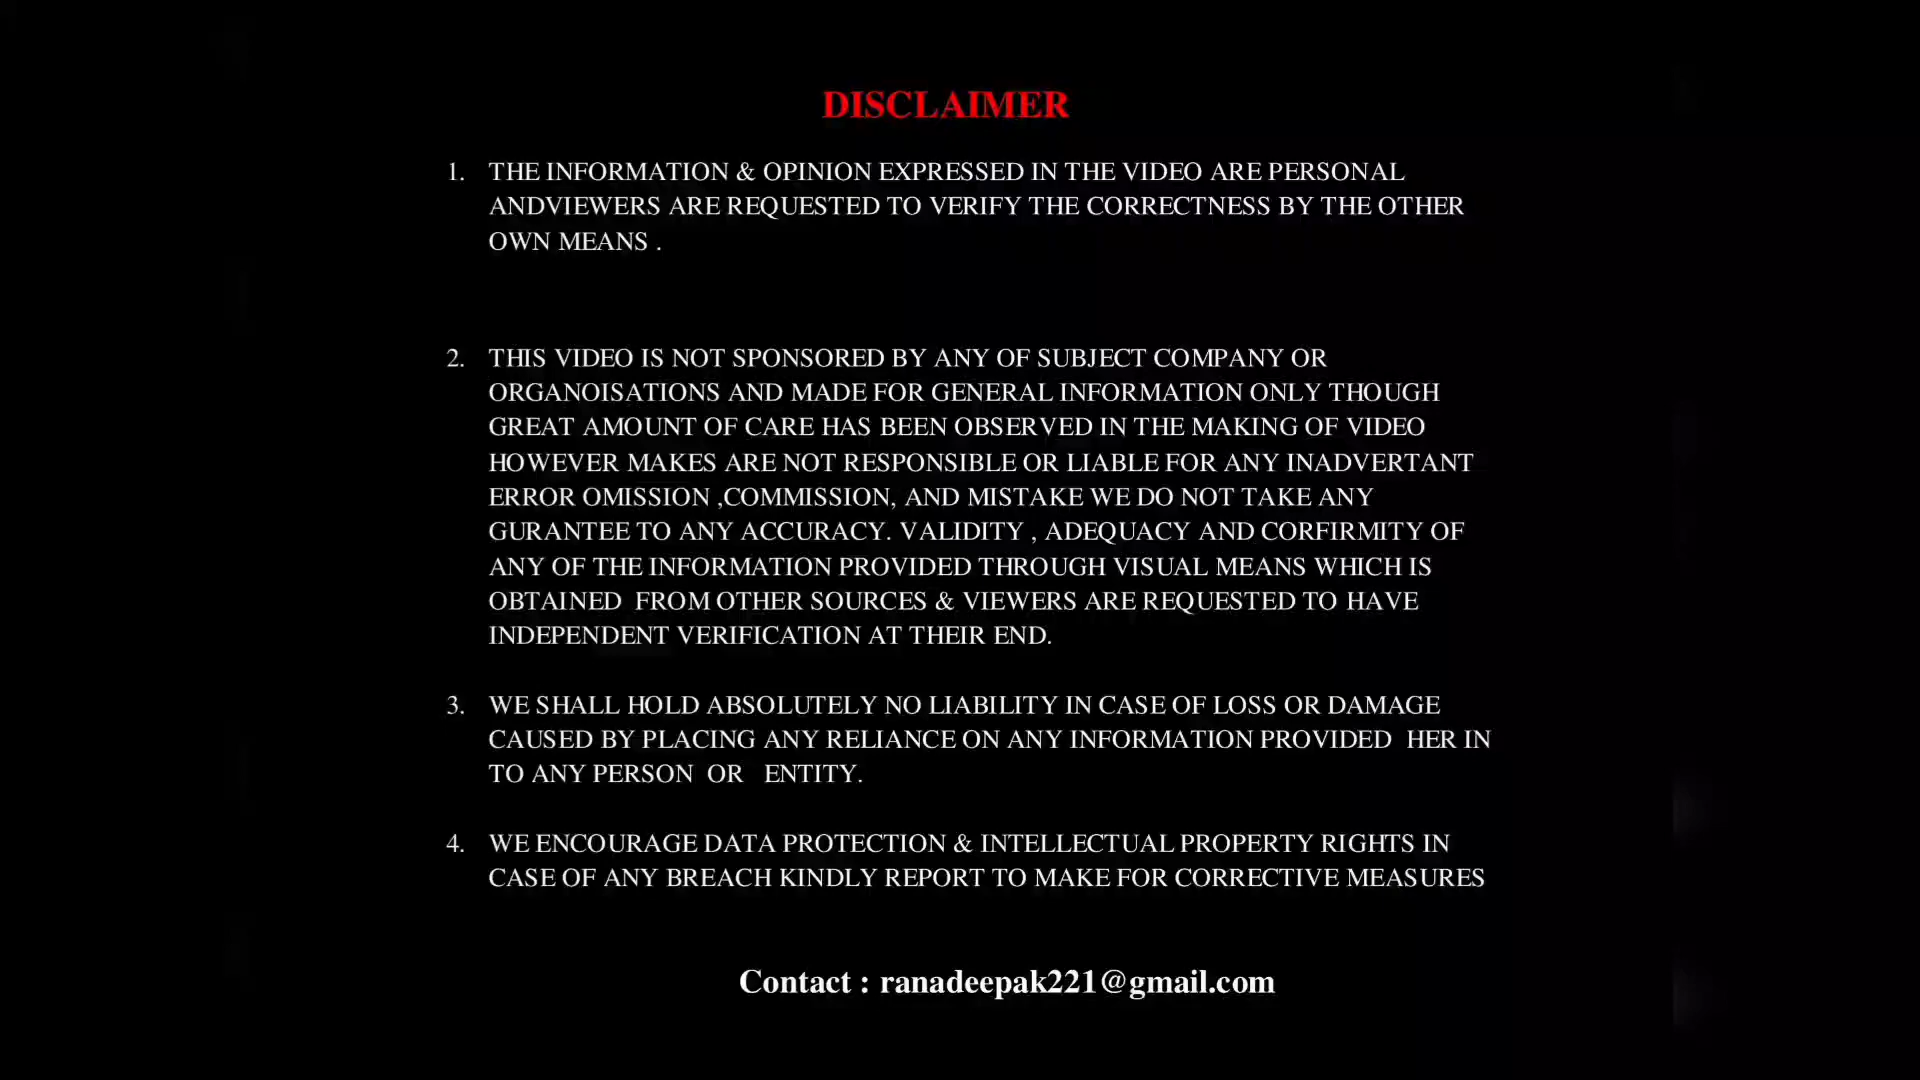 DISCLAIMER
1. THE INFORMATION & OPINION EXPRESSED IN THE VIDEO ARE PERSONAL
ANDVIEWERS ARE REQUESTED TO VERIFY THE CORRECTNESS BY THE OTHER
OWN MEANS .
2. THIS VIDEO IS NOT SPONSORED BY ANY OF SUBJECT COMPANY OR
ORGANOISATIONS AND MADE FOR GENERAL INFORMATION ONLY THOUGH
GREAT AMOUNT OF CARE HAS BEEN OBSERVED IN THE MAKING OF VIDEO
HOWEVER MAKES ARE NOT RESPONSIBLE OR LIABLE FOR ANY INADVERTANT
ERROR OMISSION ,COMMISSION, AND MISTAKE WE DO NOT TAKE ANY
GURANTEE TO ANY ACCURACY. VALIDITY , ADEQUACY AND CORFIRMITY OF
ANY OF THE INFORMATION PROVIDED THROUGH VISUAL MEANS WHICH IS
OBTAINED  FROM OTHER SOURCES & VIEWERS ARE REQUESTED TO HAVE
INDEPENDENT VERIFICATION AT THEIR END.
3. WE SHALL HOLD ABSOLUTELY NO LIABILITY IN CASE OF LOSS OR DAMAGE
CAUSED BY PLACING ANY RELIANCE ON ANY INFORMATION PROVIDED  HER IN
TO ANY PERSON  OR   ENTITY.
4. WE ENCOURAGE DATA PROTECTION & INTELLECTUAL PROPERTY RIGHTS IN
CASE OF ANY BREACH KINDLY REPORT TO MAKE FOR CORRECTIVE MEASURES
Contact : ranadeepak221@gmail.com